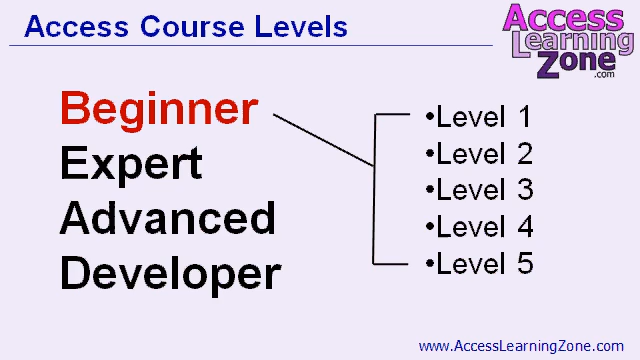 Access Course Levels
Access
Learning
Zone
.com
Beginner
Expert
Advanced
Developer
•Level 1
•Level 2
•Level 3
•Level 4
•Level 5
www.AccessLearningZone.com